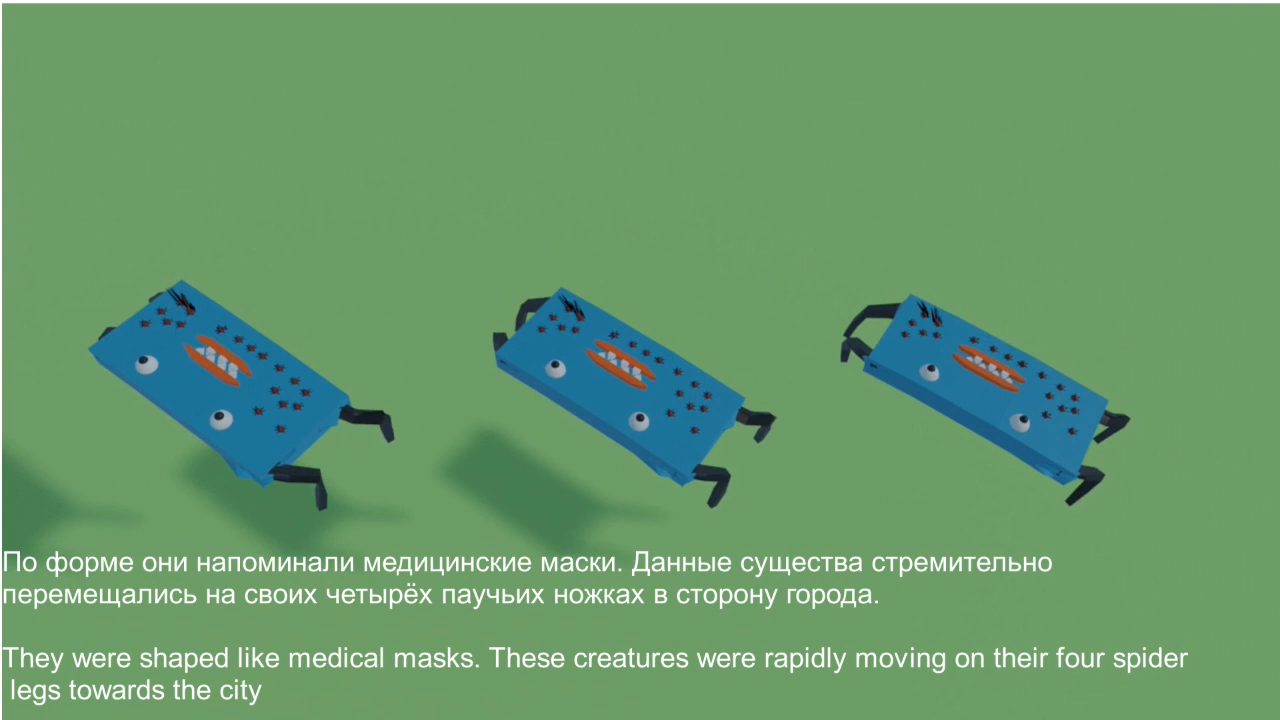 По форме они напоминали медицинские маски. Данные существа стремительно
перемещались на своих четырёх паучьих ножках в сторону города.
They were shaped like medical masks. These creatures were rapidly moving on their four spider
legs towards the city